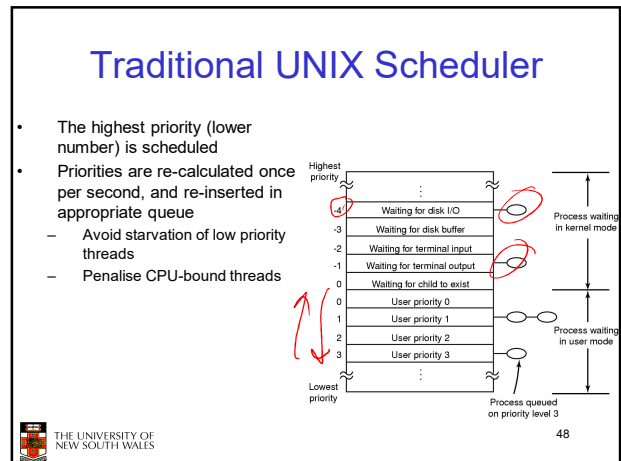 Traditional UNIX Scheduler
• The highest priority (lower
number) is scheduled
• Priorities are re-calculated once
per second, and re-inserted in
appropriate queue
– Avoid starvation of low priority
threads
– Penalise CPU-bound threads
Highest
priority
⋮
-4 Waiting for disk I/O
-3 Waiting for disk buffer
-2 Waiting for terminal input
-1 Waiting for terminal output
0 Waiting for child to exist
0 User priority 0
1 User priority 1
2 User priority 2
3 User priority 3
⋮
Lowest
priority
Process waiting
in kernel mode
Process waiting
in user mode
Process queued
on priority level 3
THE UNIVERSITY OF
NEW SOUTH WALES
48